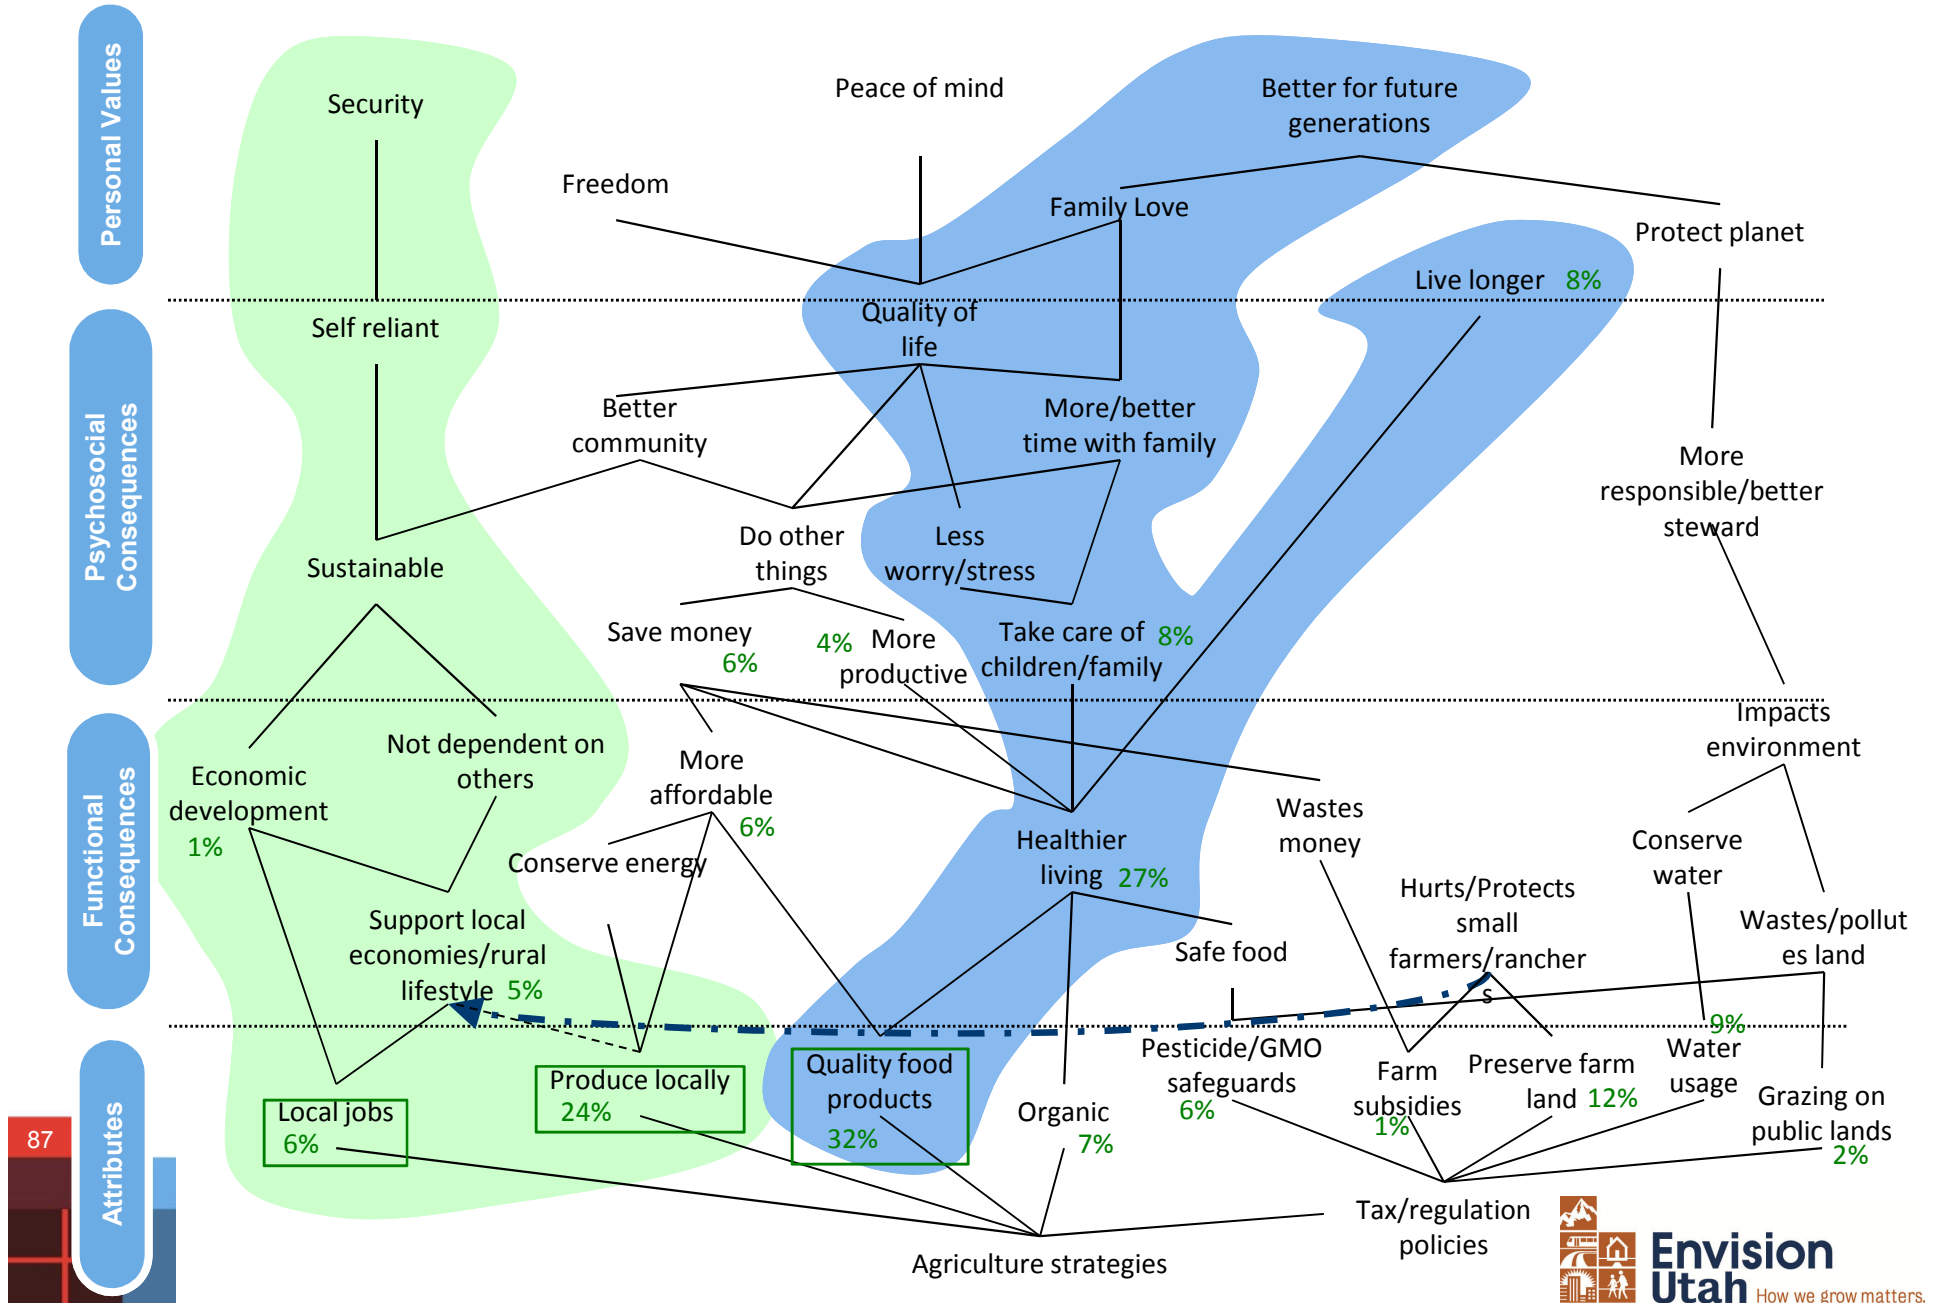 Personal Values
Psychosocial
Consequences
Functional
Consequences
Attributes
Security
Peace of mind
Better for future
generations
Freedom
Family Love
Protect planet
Live longer 8%
Self reliant
Quality of
life
Better
community
More/better
time with family
More
responsible/better
steward
Sustainable
Do other
things
Less
worry/stress
Save money
6%
4%
More
productive
Take care of
children/family
8%
Impacts
environment
Economic
development
1%
Not dependent on
others
More
affordable
6%
Conserve energy
Healthier
living 27%
Wastes
money
Conserve
water
Hurts/Protects
small
farmers/rancher
s
Wastes/pollut
es land
Support local
economies/rural
lifestyle 5%
Safe food
9%
Local jobs
6%
Produce locally
24%
Quality food
products
32%
Organic
7%
Pesticide/GMO
safeguards
6%
Farm
subsidies
1%
Preserve farm
land 12%
Water
usage
Grazing on
public lands
2%
Agriculture strategies
Tax/regulation
policies
87
Envision
Utah How we grow matters.